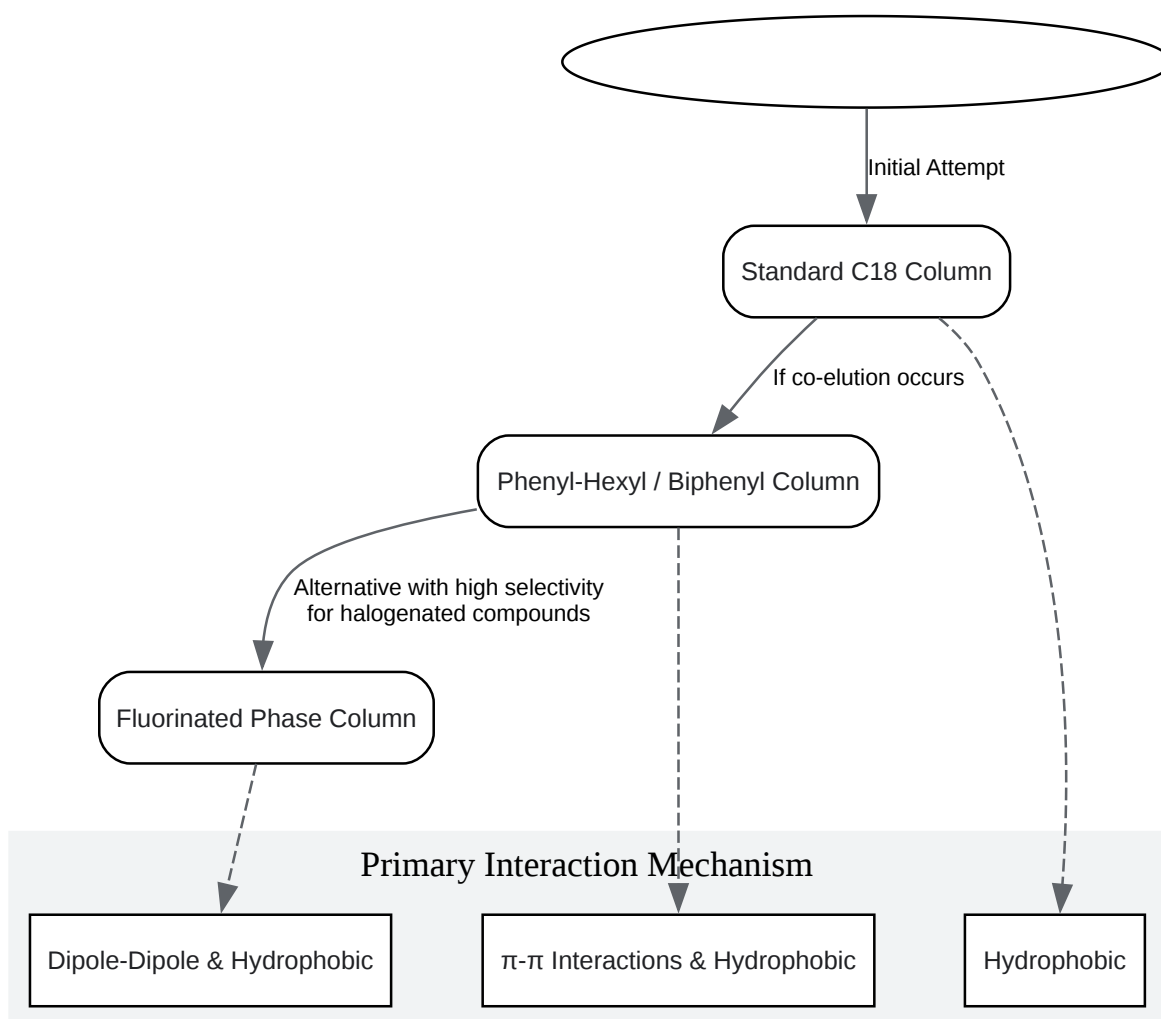 Initial Attempt
Standard C18 Column
If co-elution occurs
Phenyl-Hexyl / Biphenyl Column
Alternative with high selectivity
for halogenated compounds
Fluorinated Phase Column
Primary Interaction Mechanism
Dipole-Dipole & Hydrophobic
π-π Interactions & Hydrophobic
Hydrophobic